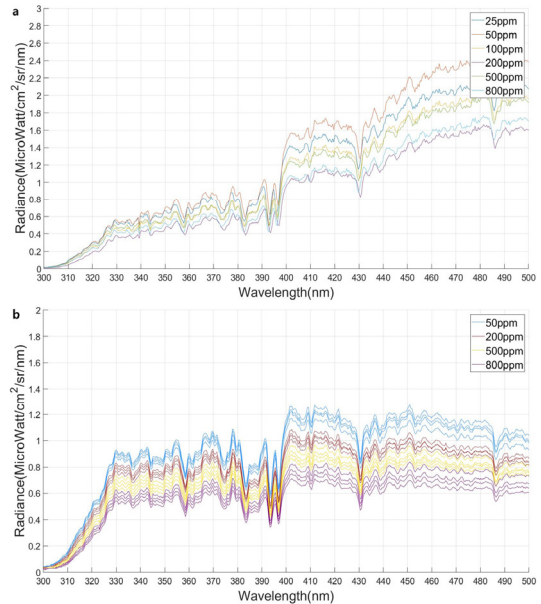 a
3
2.8
2.6
2.4
2.2
2
1.8
1.6
1.4
1.2
1
0.8
0.6
0.4
0.2
0
Radiance(MicroWatt/cm²/sr/nm)
25ppm
50ppm
100ppm
200ppm
500ppm
800ppm
300 310 320 330 340 350 360 370 380 390 400 410 420 430 440 450 460 470 480 490 500
Wavelength(nm)
b
2
1.8
1.6
1.4
1.2
1
0.8
0.6
0.4
0.2
0
Radiance(MicroWatt/cm²/sr/nm)
50ppm
200ppm
500ppm
800ppm
300 310 320 330 340 350 360 370 380 390 400 410 420 430 440 450 460 470 480 490 500
Wavelength(nm)